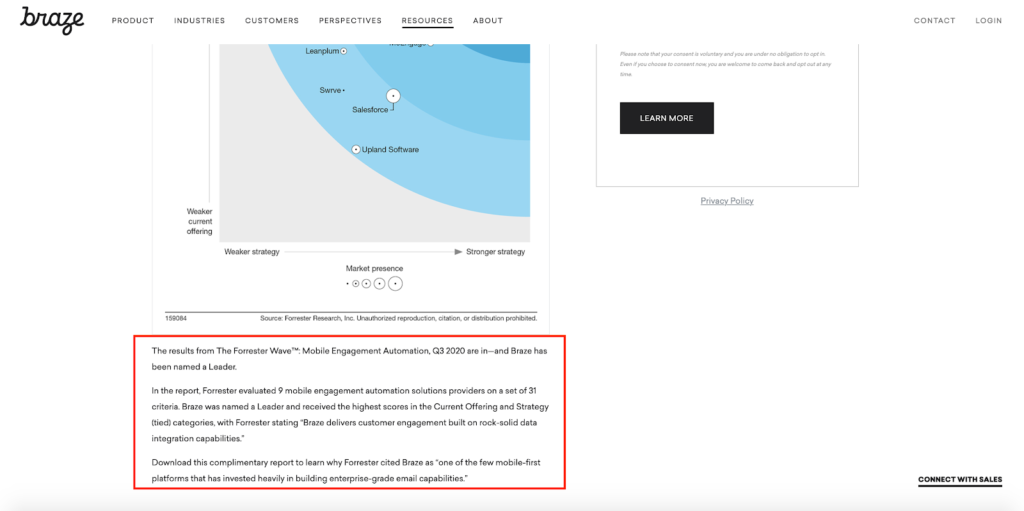 braze PRODUCT INDUSTRIES CUSTOMERS PERSPECTIVES RESOURCES ABOUT CONTACT LOGIN
Leanplum
Swrve
Salesforce
Upland Software
Weaker
current
offering
Weaker strategy Stronger strategy
Market presence
159084 Source: Forrester Research, Inc. Unauthorized reproduction, citation, or distribution prohibited.
The results from The Forrester Wave™: Mobile Engagement Automation, Q3 2020 are in—and Braze has
been named a Leader.
In the report, Forrester evaluated 9 mobile engagement automation solutions providers on a set of 31
criteria. Braze was named a Leader and received the highest scores in the Current Offering and Strategy
(tied) categories, with Forrester stating “Braze delivers customer engagement built on rock-solid data
integration capabilities.”
Download this complimentary report to learn why Forrester cited Braze as “one of the few mobile-first
platforms that has invested heavily in building enterprise-grade email capabilities.”
Please note that your consent is voluntary and you are under no obligation to opt in.
Even if you choose to consent now, you are welcome to come back and opt out at any
time.
LEARN MORE
Privacy Policy
CONNECT WITH SALES